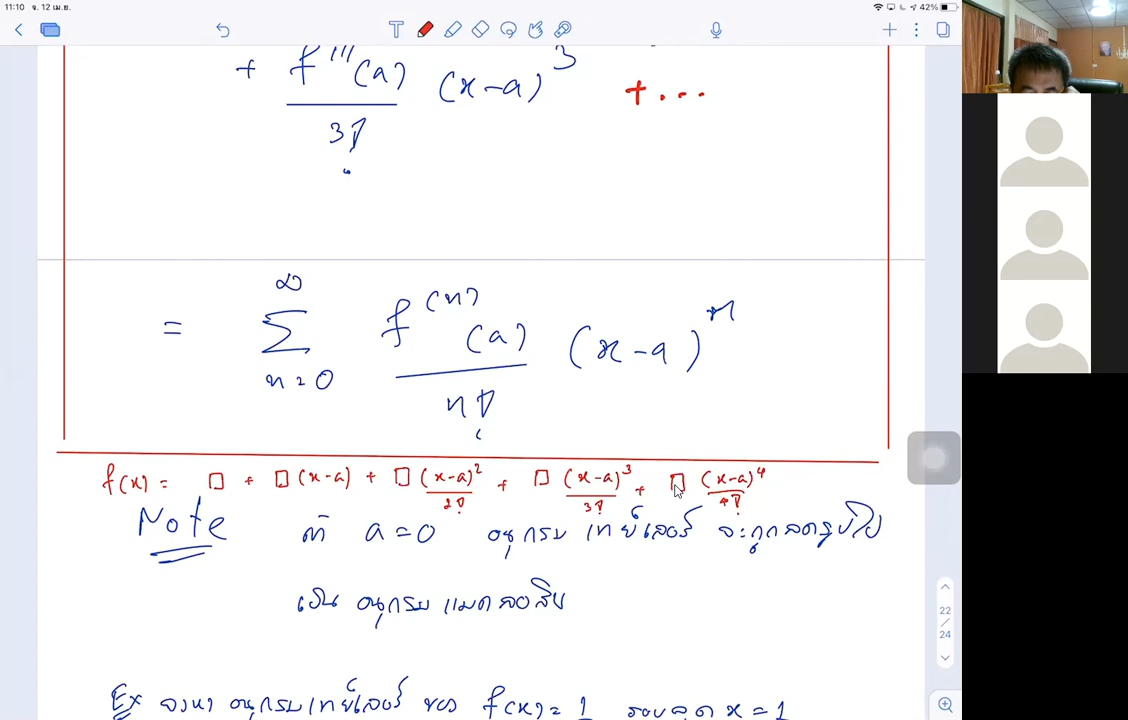 11:10 จ. 12 เม.ย. 42%
+ f'''(a)/3! (x-a)^3 + ...
= ∑ n=0 ∞ f^(n)(a)/n! (x-a)^n
f(x) = □ + □(x-a) + □(x-a)^2/2! + □(x-a)^3/3! + □(x-a)^4/4!
Note ถ้า a=0 อนุกรม เทย์เลอร์ จะถูกลดรูปไป
เป็น อนุกรม แมคลอริน
22
/
24
Ex จงหา อนุกรมเทย์เลอร์ ของ f(x)=1 รอบจุด x=1